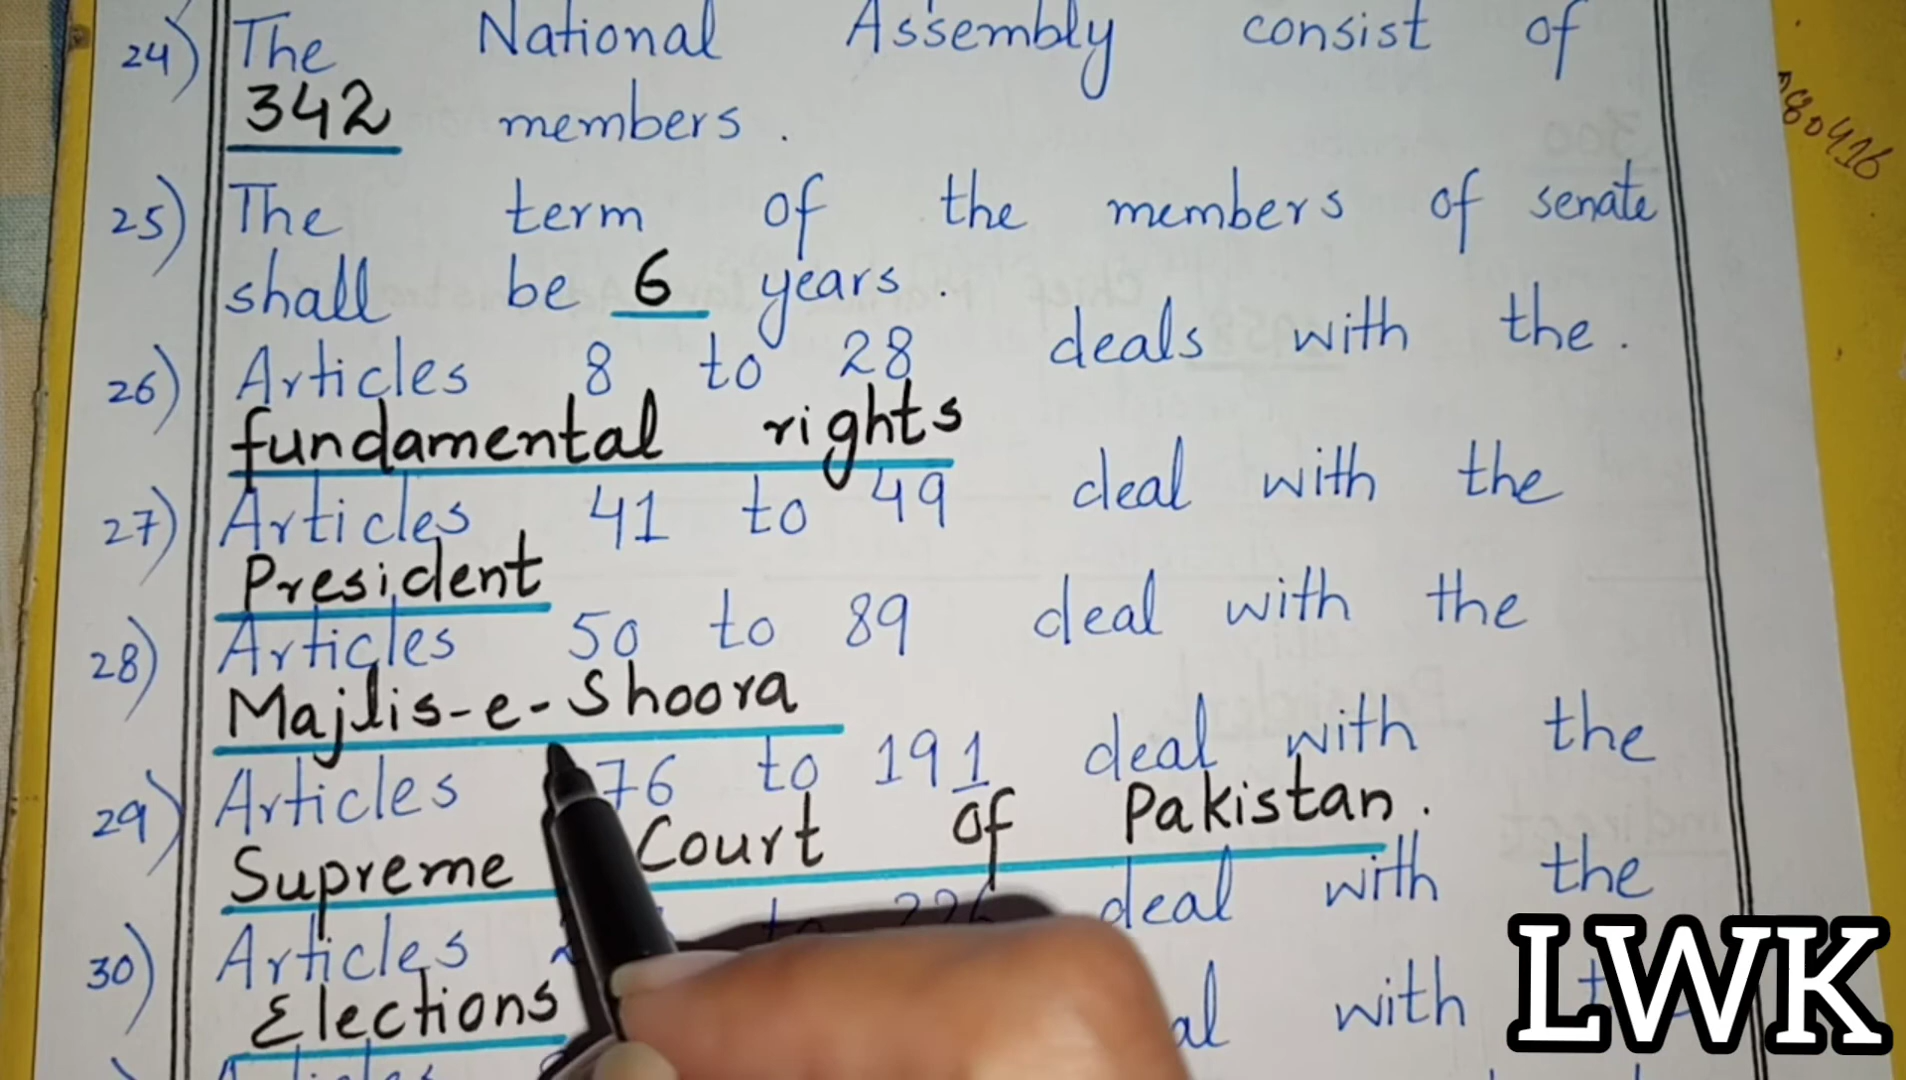 24) The National Assembly consist of
342 members.
25) The term of the members of senate
shall be 6 years.
26) Articles 8 to 28 deals with the.
fundamental rights
27) Articles 41 to 49 deal with the
President
28) Articles 50 to 89 deal with the
Majlis-e-Shoora
29) Articles 76 to 191 deal with the
Supreme Court of Pakistan.
30) Articles to 226 deal with the
Elections
with
LWK